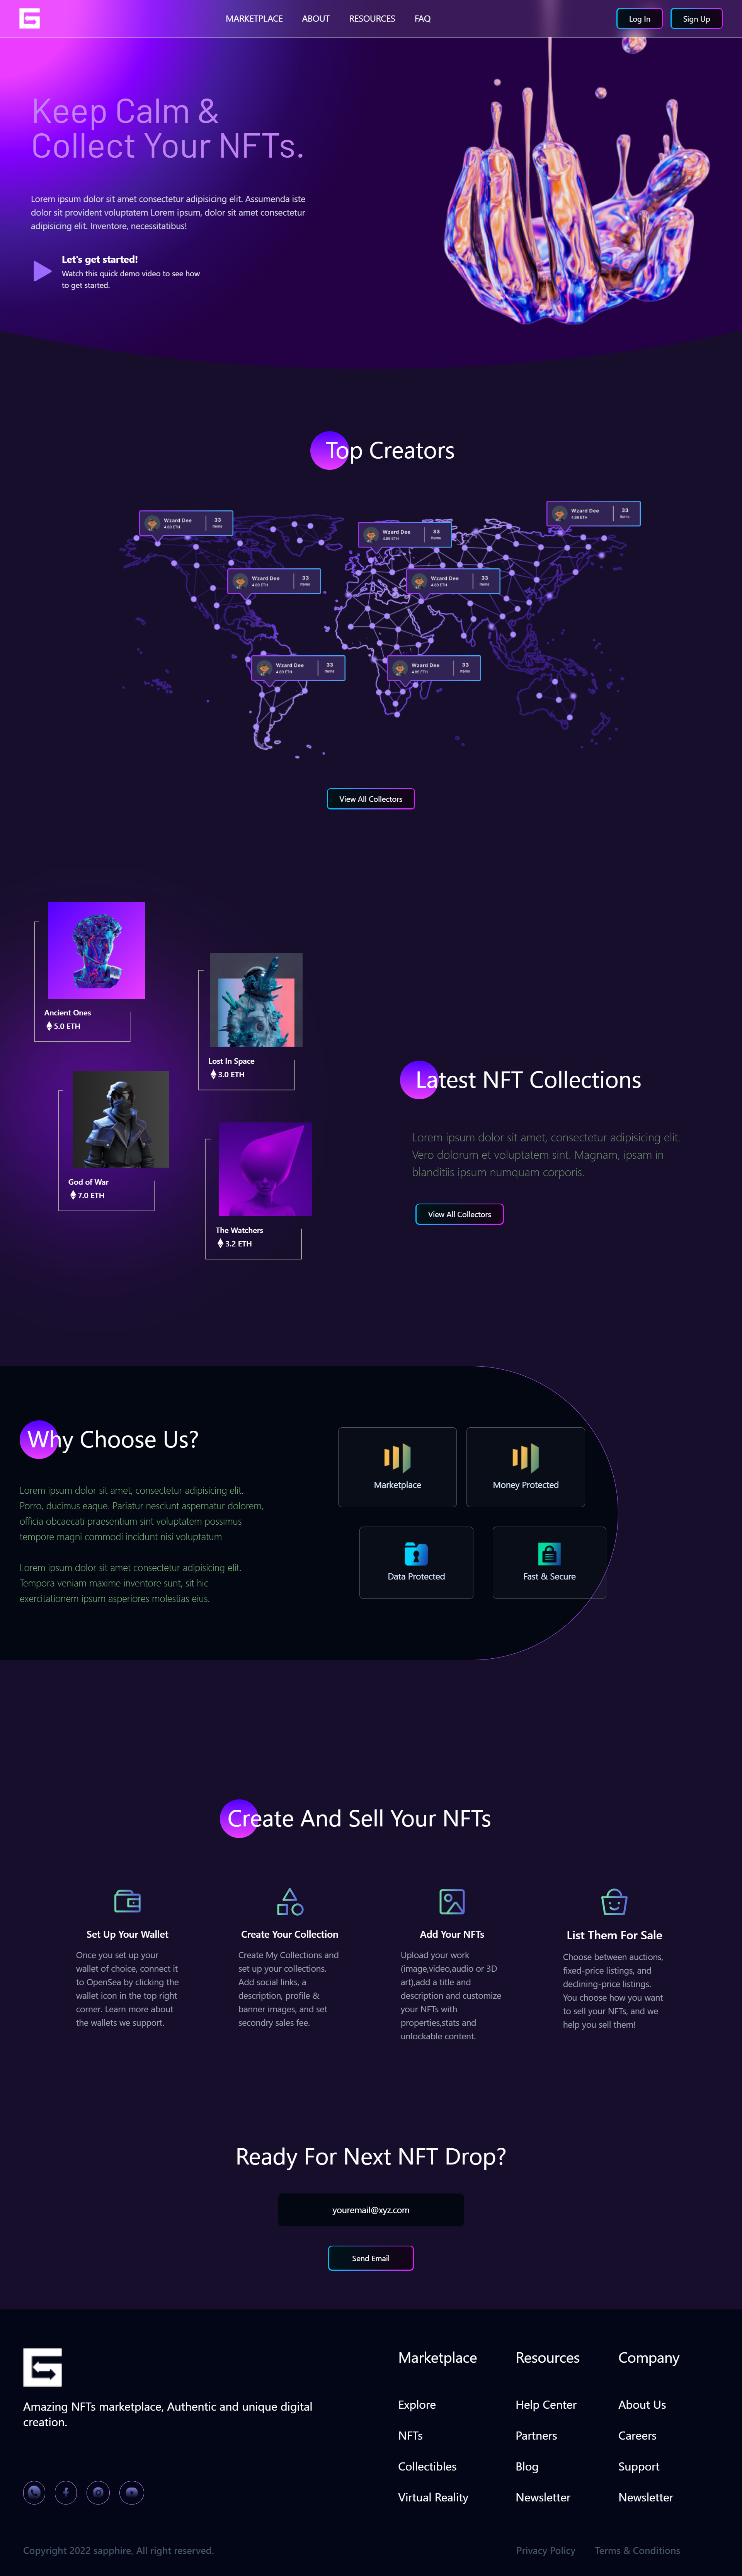 MARKETPLACE ABOUT RESOURCES FAQ
Log In
Sign Up
Keep Calm &
Collect Your NFTs.
Lorem ipsum dolor sit amet consectetur adipisicing elit. Assumenda iste
dolor sit provident voluptatem Lorem ipsum, dolor sit amet consectetur
adipisicing elit. Inventore, necessitatibus!
Let's get started!
Watch this quick demo video to see how
to get started.
Top Creators
Wzard Dee
4.89 ETH
33
Items
Wzard Dee
4.89 ETH
33
Items
Wzard Dee
4.89 ETH
33
Items
Wzard Dee
4.89 ETH
33
Items
Wzard Dee
4.89 ETH
33
Items
Wzard Dee
4.89 ETH
33
Items
Wzard Dee
4.89 ETH
33
Items
View All Collectors
Ancient Ones
5.0 ETH
Lost In Space
3.0 ETH
God of War
7.0 ETH
The Watchers
3.2 ETH
Latest NFT Collections
Lorem ipsum dolor sit amet, consectetur adipisicing elit.
Vero dolorum et voluptatem sint. Magnam, ipsam in
blanditiis ipsum numquam corporis.
View All Collectors
Why Choose Us?
Lorem ipsum dolor sit amet, consectetur adipisicing elit.
Porro, ducimus eaque. Pariatur nesciunt aspernatur dolorem,
officia obcaecati praesentium sint voluptatem possimus
tempore magni commodi incidunt nisi voluptatum
Lorem ipsum dolor sit amet consectetur adipisicing elit.
Tempora veniam maxime inventore sunt, sit hic
exercitationem ipsum asperiores molestias eius.
Marketplace
Money Protected
Data Protected
Fast & Secure
Create And Sell Your NFTs
Set Up Your Wallet
Once you set up your
wallet of choice, connect it
to OpenSea by clicking the
wallet icon in the top right
corner. Learn more about
the wallets we support.
Create Your Collection
Create My Collections and
set up your collections.
Add social links, a
description, profile &
banner images, and set
secondry sales fee.
Add Your NFTs
Upload your work
(image,video,audio or 3D
art),add a title and
description and customize
your NFTs with
properties,stats and
unlockable content.
List Them For Sale
Choose between auctions,
fixed-price listings, and
declining-price listings.
You choose how you want
to sell your NFTs, and we
help you sell them!
Ready For Next NFT Drop?
youremail@xyz.com
Send Email
Amazing NFTs marketplace, Authentic and unique digital
creation.
Marketplace
Explore
NFTs
Collectibles
Virtual Reality
Resources
Help Center
Partners
Blog
Newsletter
Company
About Us
Careers
Support
Newsletter
Copyright 2022 sapphire, All right reserved.
Privacy Policy
Terms & Conditions